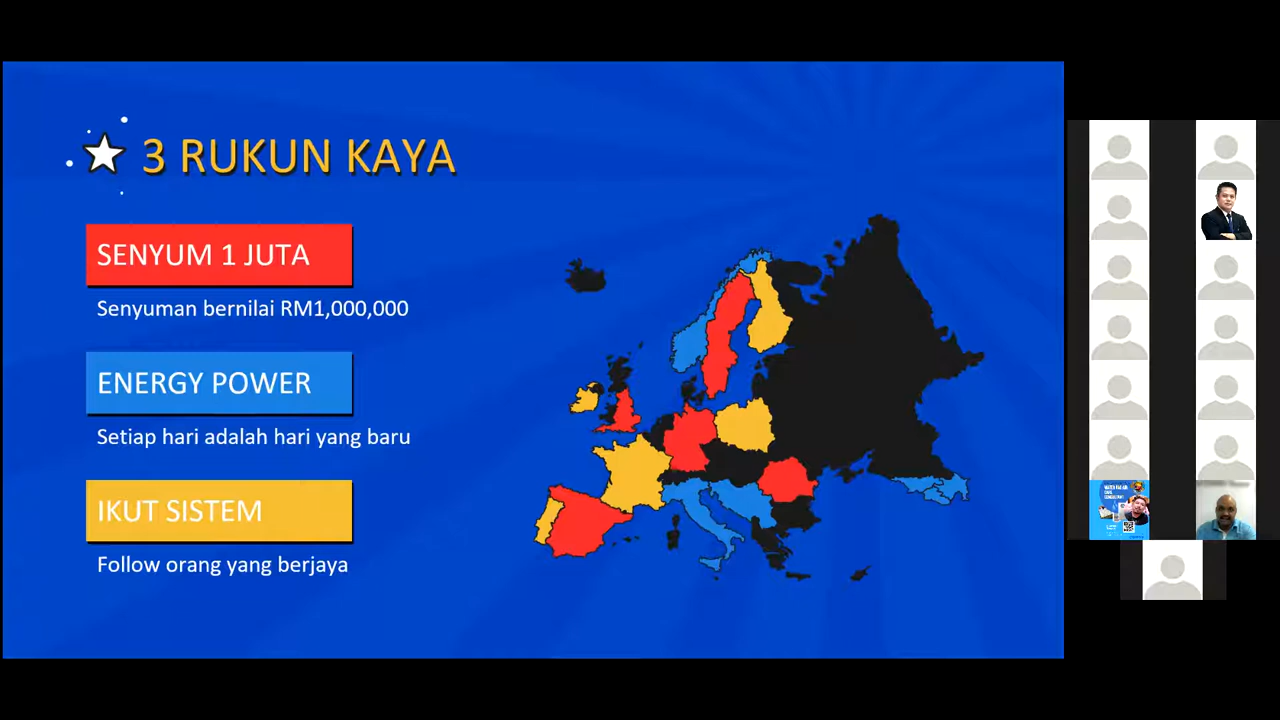 3 RUKUN KAYA
SENYUM 1 JUTA
Senyuman bernilai RM1,000,000
ENERGY POWER
Setiap hari adalah hari yang baru
IKUT SISTEM
Follow orang yang berjaya